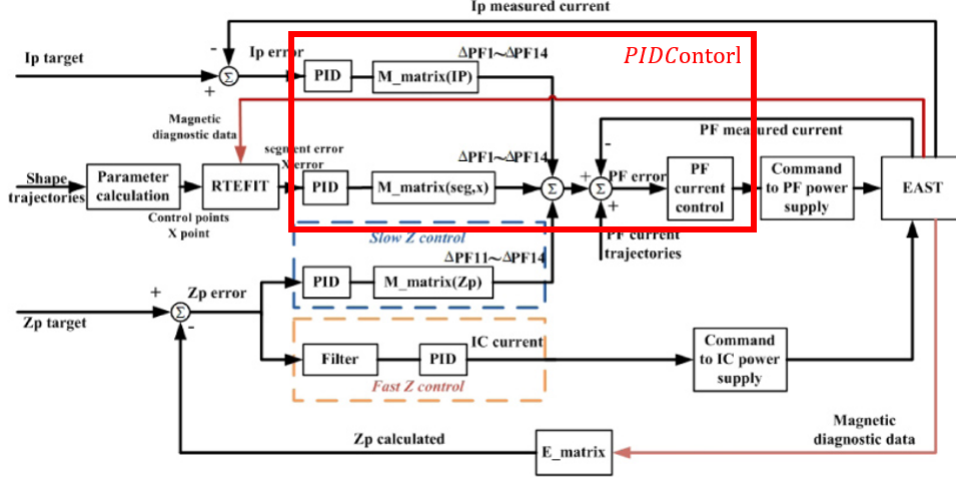 Ip measured current
- Ip error
ΔPF1~ΔPF14
PIDContorl
Ip target
+
Σ
PID
M_matrix(IP)
Magnetic
diagnostic data
segment error
X error
ΔPF1~ΔPF14
PF measured current
-
Shape
trajectories
Parameter
calculation
RTEFIT
PID
M_matrix(seg,x)
Σ
+
Σ
+
PF error
PF
current
control
Command
to PF power
supply
EAST
Control points
X point
Slow Z control
PF current
trajectories
ΔPF11~ΔPF14
PID
M_matrix(Zp)
Zp target
+
Σ
-
Zp error
Filter
PID
IC current
Fast Z control
Command
to IC power
supply
Zp calculated
E_matrix
Magnetic
diagnostic data